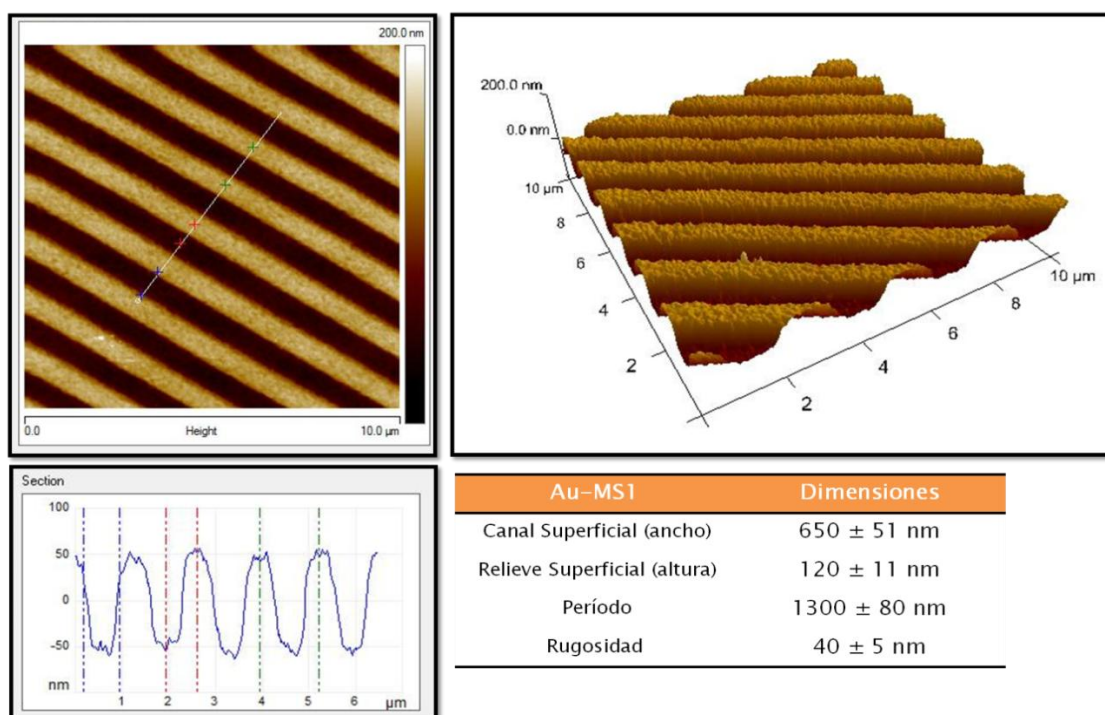 200.0 nm
0.0 Height 10.0 µm
200.0 nm
0.0 nm
10 µm
8
6
4
2
2
4
6
8
10 µm
Section
100
50
0
-50
nm
1 2 3 4 5 6 µm
Au-MS1 Dimensiones
Canal Superficial (ancho) 650 ± 51 nm
Relieve Superficial (altura) 120 ± 11 nm
Período 1300 ± 80 nm
Rugosidad 40 ± 5 nm